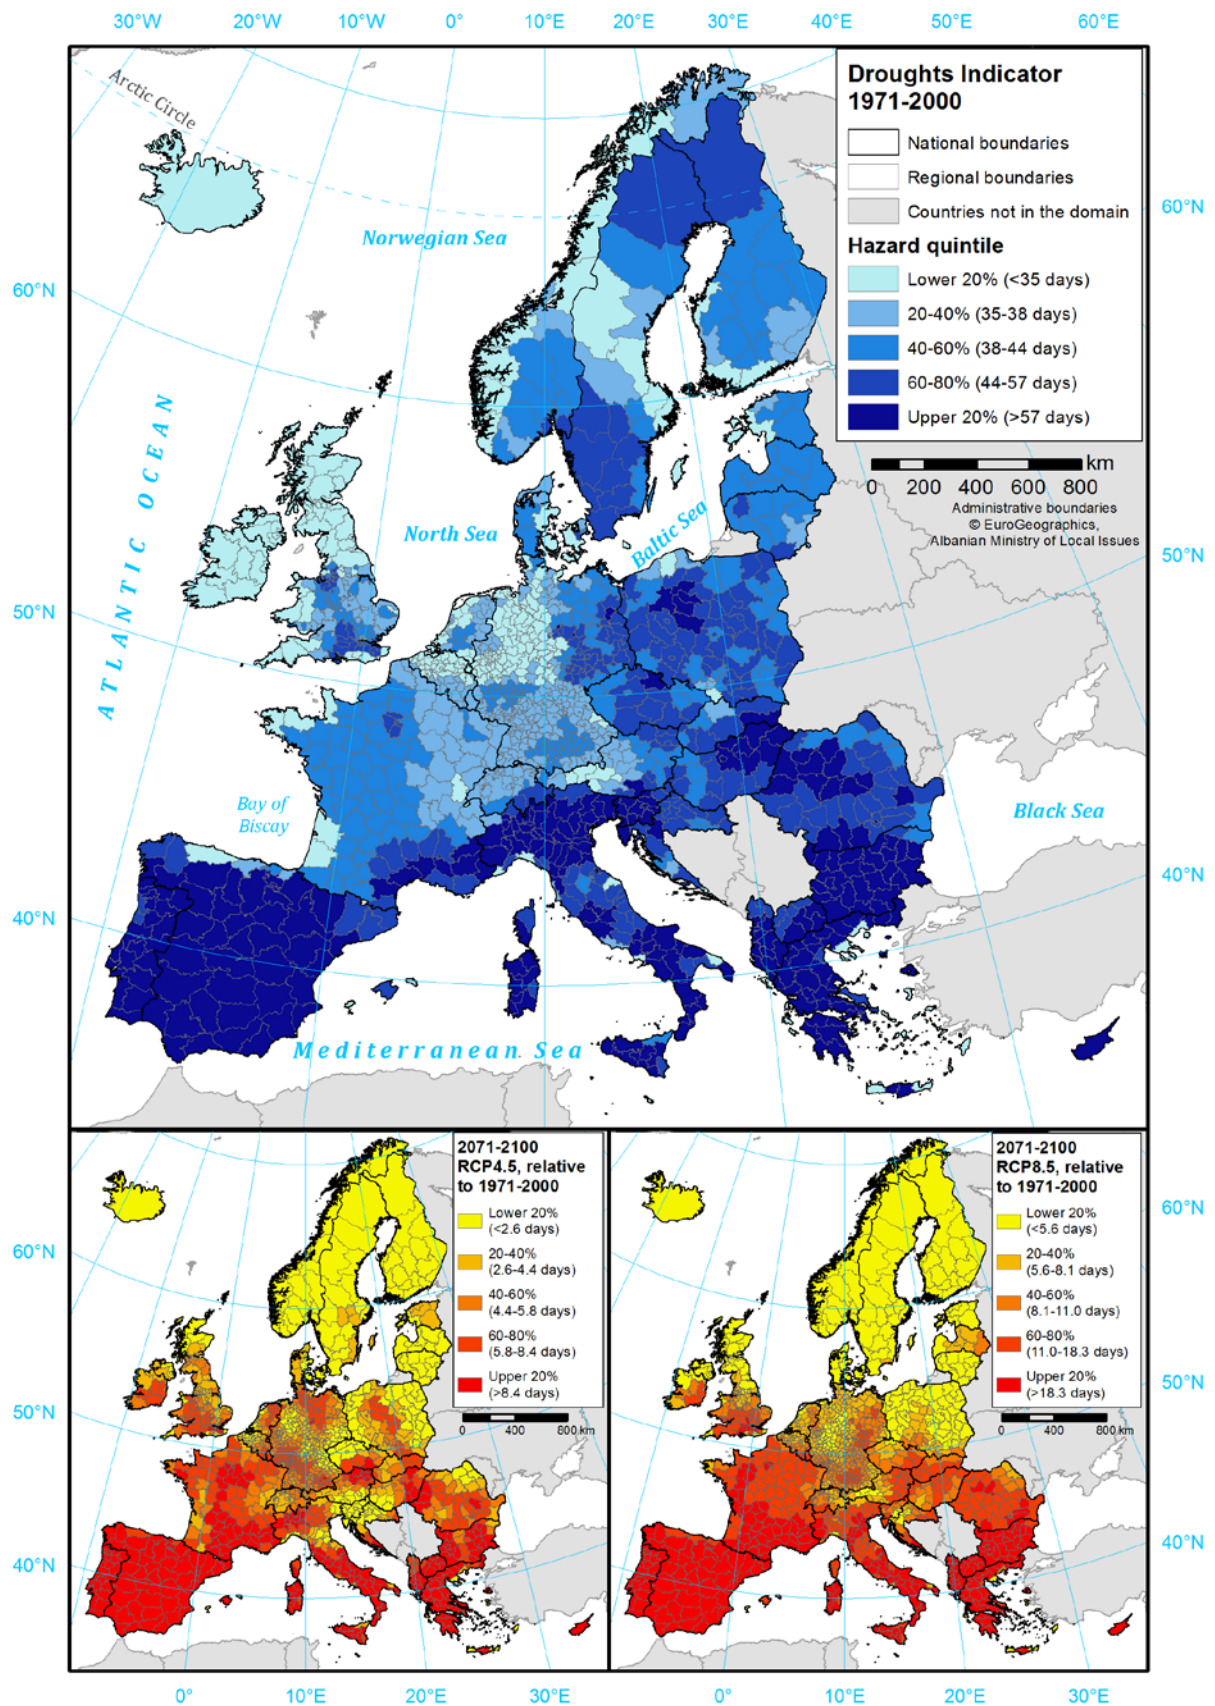 30°W 20°W 10°W 0° 10°E 20°E 30°E 40°E 50°E 60°E
Arctic Circle
Droughts Indicator
1971-2000
National boundaries
Regional boundaries
Countries not in the domain
Hazard quintile
Lower 20% (<35 days)
20-40% (35-38 days)
40-60% (38-44 days)
60-80% (44-57 days)
Upper 20% (>57 days)
km
0 200 400 600 800
Administrative boundaries
© EuroGeographics,
Albanian Ministry of Local Issues
60°N
Norwegian Sea
60°N
ATLANTIC OCEAN
North Sea
Baltic Sea
50°N
50°N
Bay of
Biscay
Black Sea
40°N
40°N
Mediterranean Sea
2071-2100
RCP4.5, relative
to 1971-2000
Lower 20%
(<2.6 days)
20-40%
(2.6-4.4 days)
40-60%
(4.4-5.8 days)
60-80%
(5.8-8.4 days)
Upper 20%
(>8.4 days)
0 400 800 km
2071-2100
RCP8.5, relative
to 1971-2000
Lower 20%
(<5.6 days)
20-40%
(5.6-8.1 days)
40-60%
(8.1-11.0 days)
60-80%
(11.0-18.3 days)
Upper 20%
(>18.3 days)
0 400 800 km
60°N
60°N
50°N
50°N
40°N
40°N
0° 10°E 20°E 30°E 0° 10°E 20°E 30°E